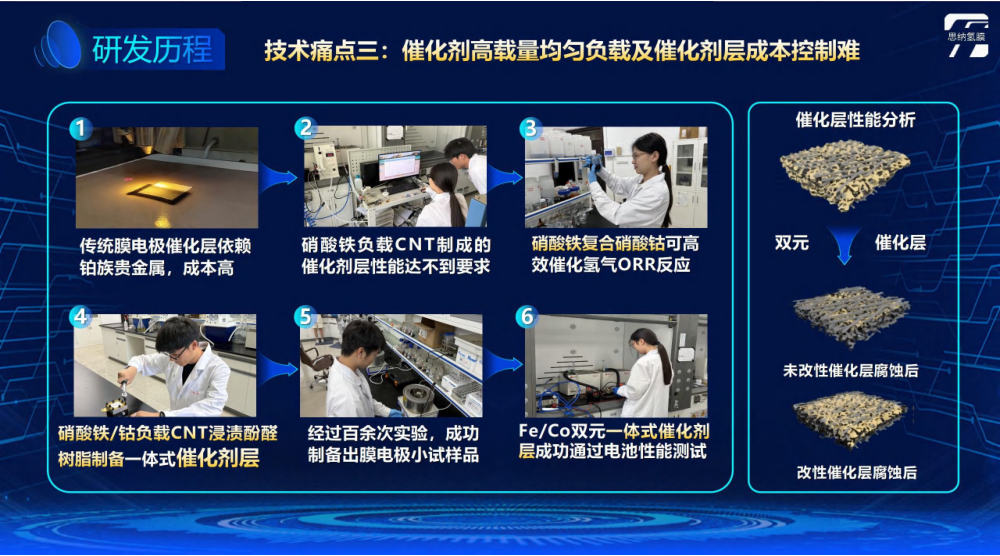 研发历程
技术痛点三：催化剂高载量均匀负载及催化剂层成本控制难
思纳氢膜
1
传统膜电极催化层依赖
铂族贵金属，成本高
2
硝酸铁负载CNT制成的
催化剂层性能达不到要求
3
硝酸铁复合硝酸钴可高
效催化氢气ORR反应
4
硝酸铁/钴负载CNT浸渍酚醛
树脂制备一体式催化剂层
5
经过百余次实验，成功
制备出膜电极小试样品
6
Fe/Co双元一体式催化剂
层成功通过电池性能测试
催化层性能分析
双元 催化层
未改性催化层腐蚀后
改性催化层腐蚀后